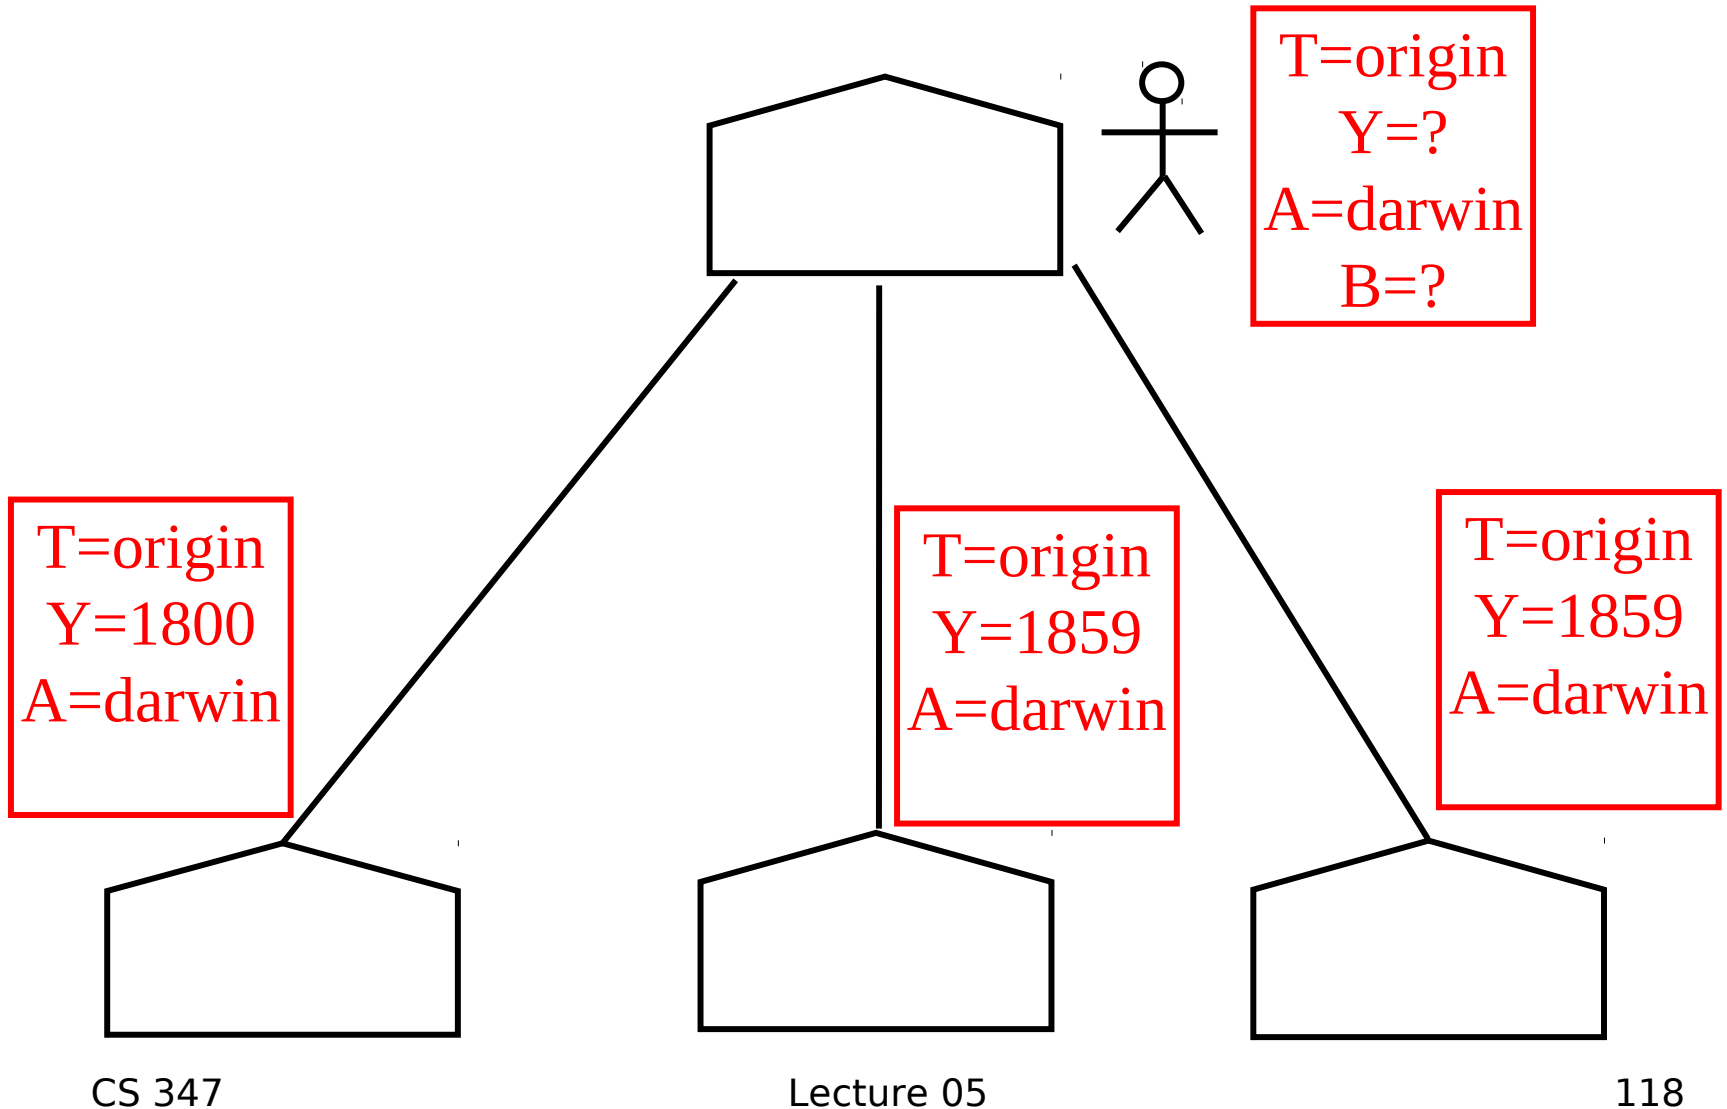 T=origin
Y=?
A=darwin
B=?
T=origin
Y=1800
A=darwin
T=origin
Y=1859
A=darwin
T=origin
Y=1859
A=darwin
CS 347
Lecture 05
118